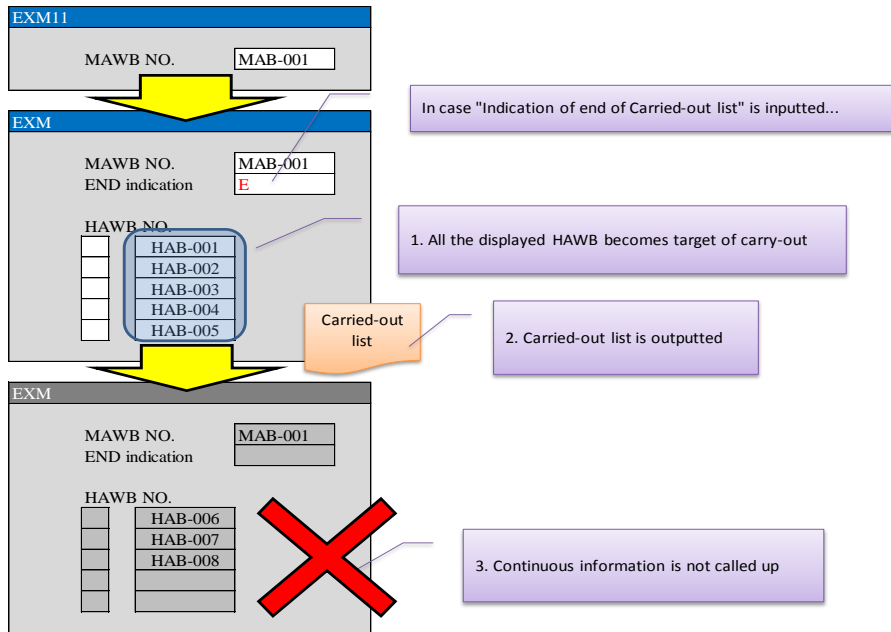 EXM11
MAWB NO. MAB-001
In case "Indication of end of Carried-out list" is inputted...
EXM
MAWB NO. MAB-001
END indication E
HAWB NO.
HAB-001
HAB-002
HAB-003
HAB-004
HAB-005
1. All the displayed HAWB becomes target of carry-out
Carried-out
list
2. Carried-out list is outputted
EXM
MAWB NO. MAB-001
END indication
HAWB NO.
HAB-006
HAB-007
HAB-008
3. Continuous information is not called up